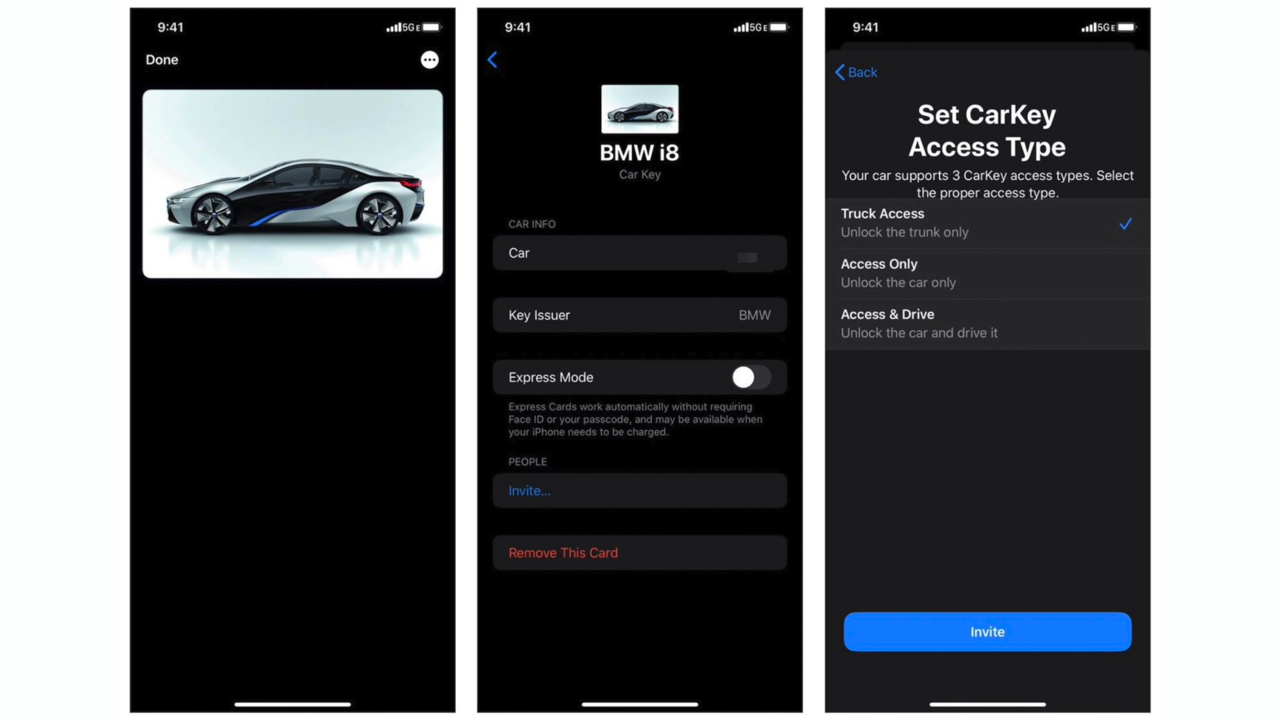 9:41
5G E
Done
9:41
5G E
BMW i8
Car Key
CAR INFO
Car
Key Issuer
BMW
Express Mode
Express Cards work automatically without requiring
Face ID or your passcode, and may be available when
your iPhone needs to be charged.
PEOPLE
Invite...
Remove This Card
9:41
5G E
Back
Set CarKey
Access Type
Your car supports 3 CarKey access types. Select
the proper access type.
Truck Access
Unlock the trunk only
Access Only
Unlock the car only
Access & Drive
Unlock the car and drive it
Invite